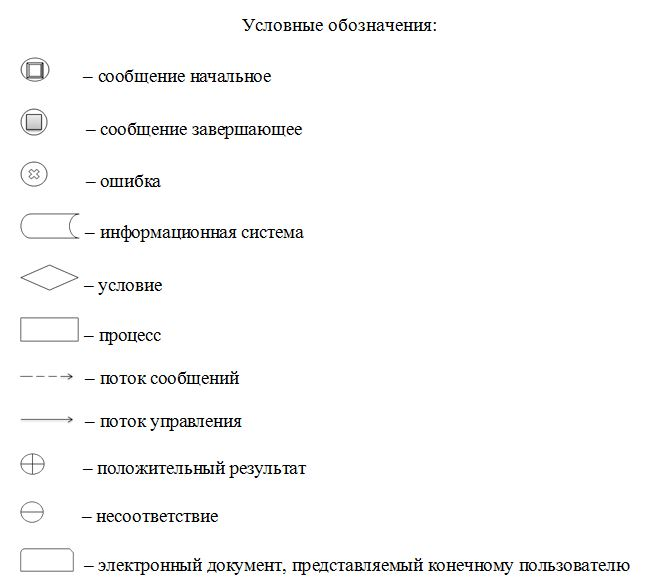 Условные обозначения:
– сообщение начальное
– сообщение завершающее
– ошибка
– информационная система
– условие
– процесс
– поток сообщений
– поток управления
– положительный результат
– несоответствие
– электронный документ, представляемый конечному пользователю